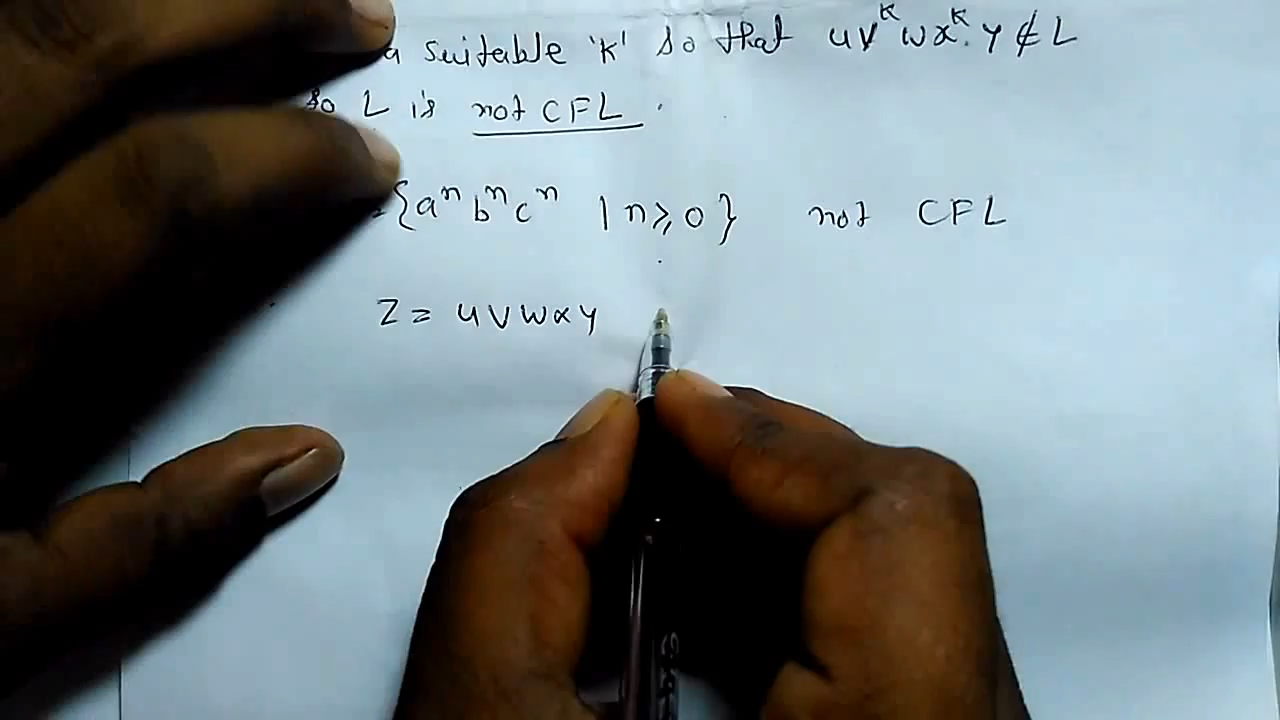 a suitable 'K' so that uv^K wx^K. y ∉ L
so L is not CFL.
= {a^n b^n c^n | n ≥ 0} not CFL
Z = uvwxy